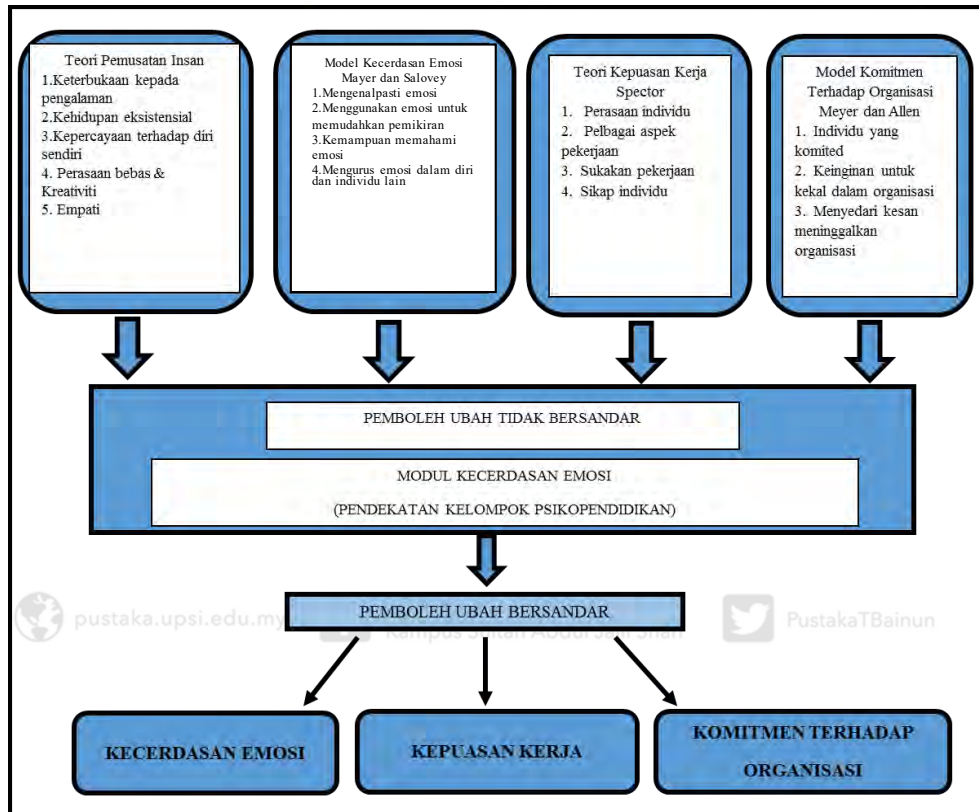 Teori Pemusatan Insan
1.Keterbukaan kepada
pengalaman
2.Kehidupan eksistensial
3.Kepercayaan terhadap diri
sendiri
4. Perasaan bebas &
Kreativiti
5. Empati
Model Kecerdasan Emosi
Mayer dan Salovey
1.Mengenalpasti emosi
2.Menggunakan emosi untuk
memudahkan pemikiran
3.Kemampuan memahami
emosi
4.Mengurus emosi dalam diri
dan individu lain
Teori Kepuasan Kerja
Spector
1. Perasaan individu
2. Pelbagai aspek
pekerjaan
3. Sukakan pekerjaan
4. Sikap individu
Model Komitmen
Terhadap Organisasi
Meyer dan Allen
1. Individu yang
komited
2. Keinginan untuk
kekal dalam organisasi
3. Menyedari kesan
meninggalkan
organisasi
PEMBOLEH UBAH TIDAK BERSANDAR
MODUL KECERDASAN EMOSI
(PENDEKATAN KELOMPOK PSIKOPENDIDIKAN)
PEMBOLEH UBAH BERSANDAR
pustaka.upsi.edu.my
Kampus Sultan Abdul Jalil Shah
PustakaTBainun
KECERDASAN EMOSI
KEPUASAN KERJA
KOMITMEN TERHADAP
ORGANISASI